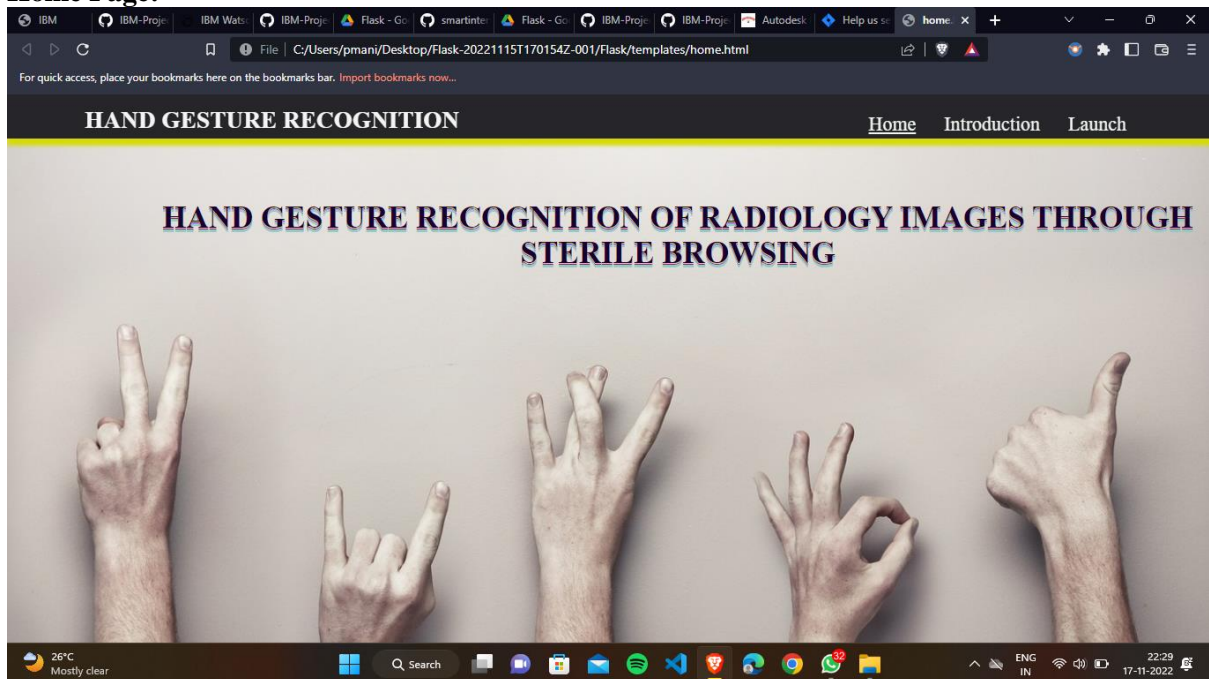 Home Page:
IBM IBM-Proje IBM Wats IBM-Proje Flask - Go smartinter Flask - Go IBM-Proje IBM-Proje Autodesk Help us se home. +
File C:/Users/pmani/Desktop/Flask-20221115T170154Z-001/Flask/templates/home.html
For quick access, place your bookmarks here on the bookmarks bar. Import bookmarks now...
HAND GESTURE RECOGNITION Home Introduction Launch
HAND GESTURE RECOGNITION OF RADIOLOGY IMAGES THROUGH
STERILE BROWSING
26°C
Mostly clear
Search
32
ENG
IN
22:29
17-11-2022